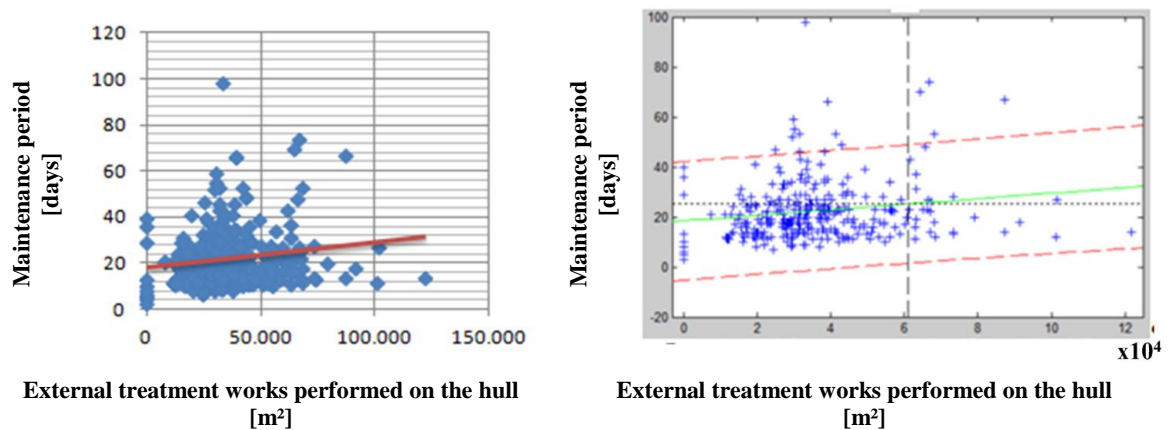 Maintenance period
[days]
120
100
80
60
40
20
0
0
50.000
100.000
150.000
External treatment works performed on the hull
[m²]
Maintenance period
[days]
100
80
60
40
20
0
-20
0
2
4
6
8
10
12
x10⁴
External treatment works performed on the hull
[m²]